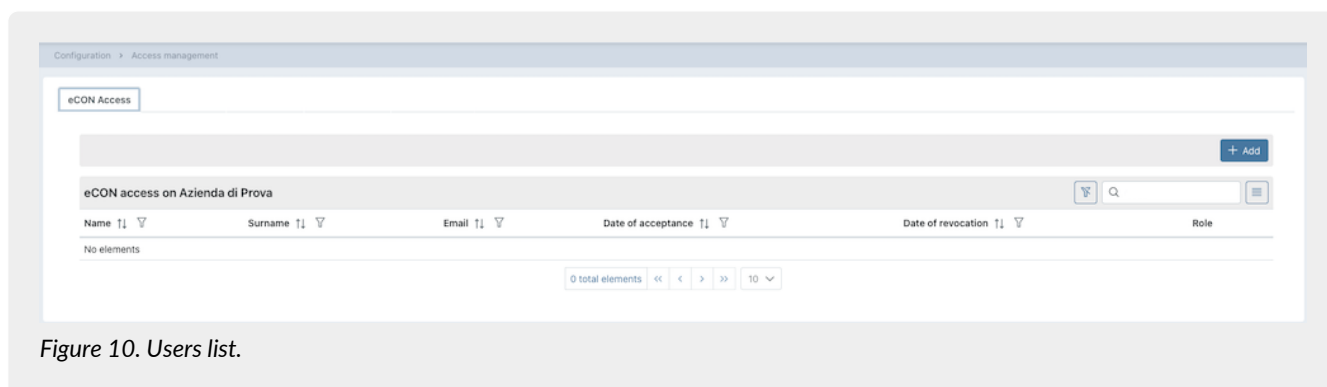 Configuration > Access management
eCON Access
+ Add
eCON access on Azienda di Prova
Name Surname Email Date of acceptance Date of revocation Role
No elements
0 total elements << < > >> 10
Figure 10. Users list.